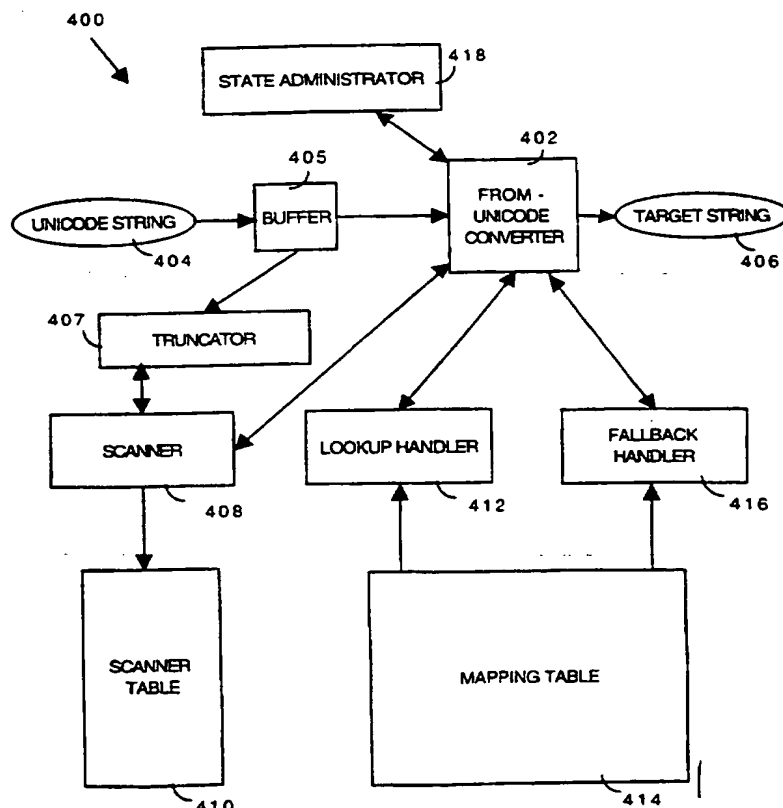 400
STATE ADMINISTRATOR
418
402
405
UNICODE STRING
404
BUFFER
FROM -
UNICODE
CONVERTER
TARGET STRING
406
407
TRUNCATOR
SCANNER
408
LOOKUP HANDLER
412
FALLBACK
HANDLER
416
SCANNER
TABLE
410
MAPPING TABLE
414